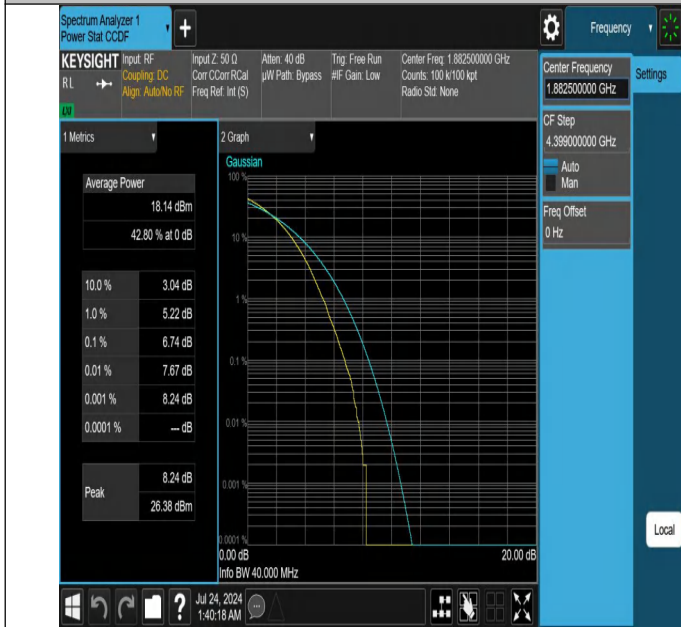 Spectrum Analyzer 1
Power Stat CCDF
+
Frequency
KEYSIGHT
RL
Input: RF
Coupling: DC
Align: Auto/No RF
Input Z: 50 Ω
Corr CCorr RCal
Freq Ref: Int (S)
Atten: 40 dB
µW Path: Bypass
Trig: Free Run
#IF Gain: Low
Center Freq: 1.882500000 GHz
Counts: 100 k/100 kpt
Radio Std: None
Center Frequency
1.882500000 GHz
Settings
CF Step
4.399000000 GHz
Auto
Man
Freq Offset
0 Hz
1 Metrics
Average Power
18.14 dBm
42.80 % at 0 dB
10.0 % 3.04 dB
1.0 % 5.22 dB
0.1 % 6.74 dB
0.01 % 7.67 dB
0.001 % 8.24 dB
0.0001 % --- dB
Peak
8.24 dB
26.38 dBm
2 Graph
Gaussian
100 %
10 %
1 %
0.1 %
0.01 %
0.001 %
0.0001 %
0.00 dB 20.00 dB
Info BW 40.000 MHz
Local
?
Jul 24, 2024
1:40:18 AM